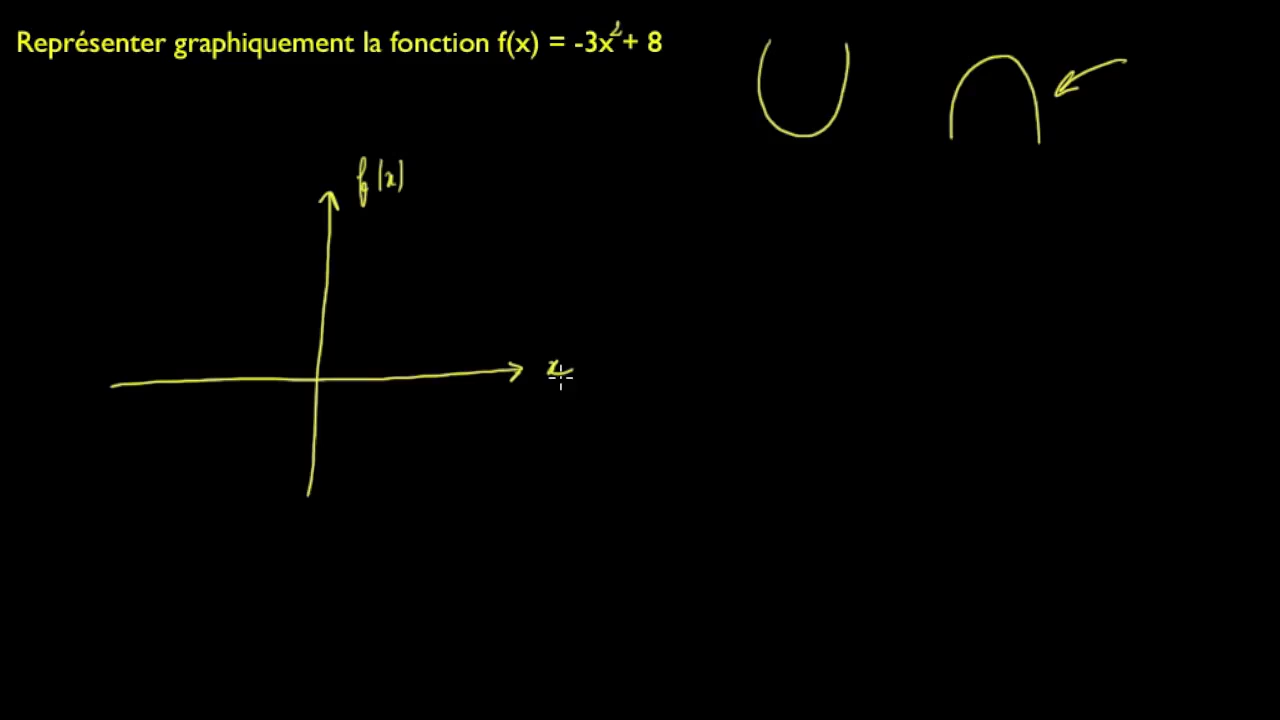 Représenter graphiquement la fonction f(x) = -3x² + 8
f(x)
x